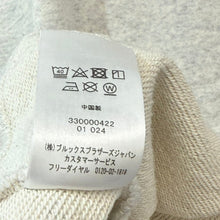 中国製
330000422
01 024
(株)ブルックスブラザーズジャパン
カスタマーサービス
フリーダイヤル 0120-02-1818